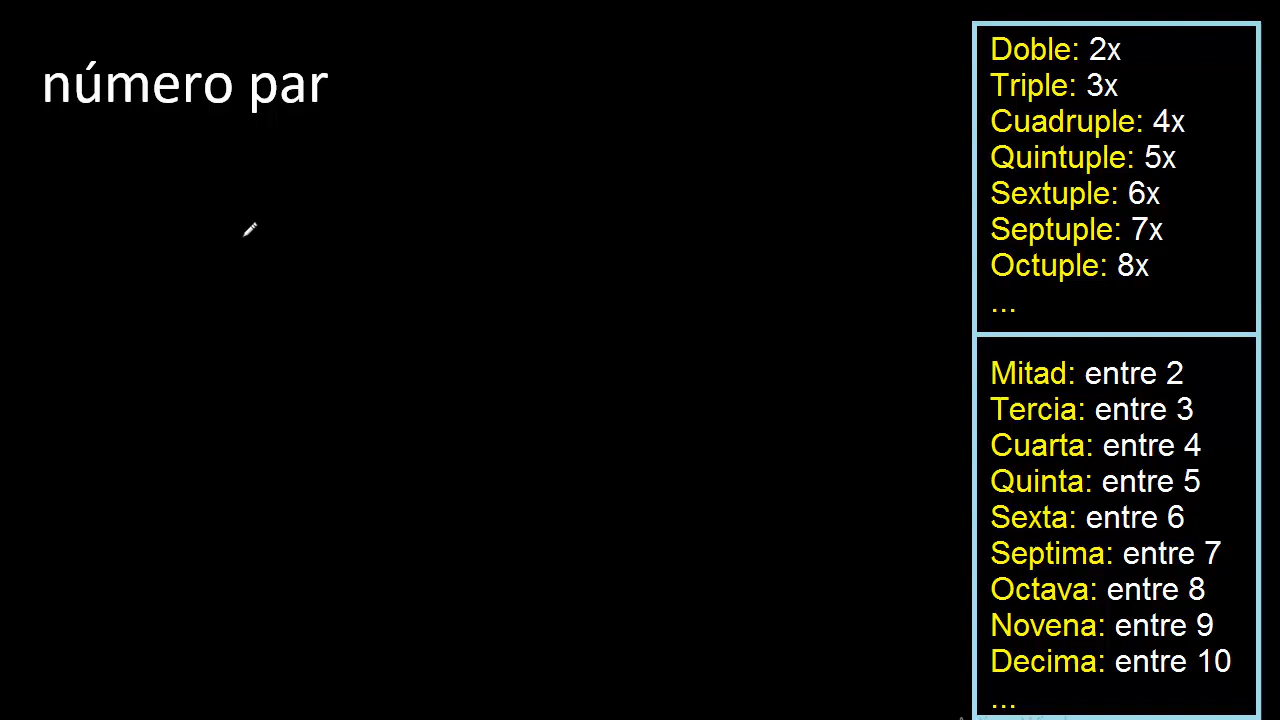 número par
Doble: 2x
Triple: 3x
Cuadruple: 4x
Quintuple: 5x
Sextuple: 6x
Septuple: 7x
Octuple: 8x
...
Mitad: entre 2
Tercia: entre 3
Cuarta: entre 4
Quinta: entre 5
Sexta: entre 6
Septima: entre 7
Octava: entre 8
Novena: entre 9
Decima: entre 10
...